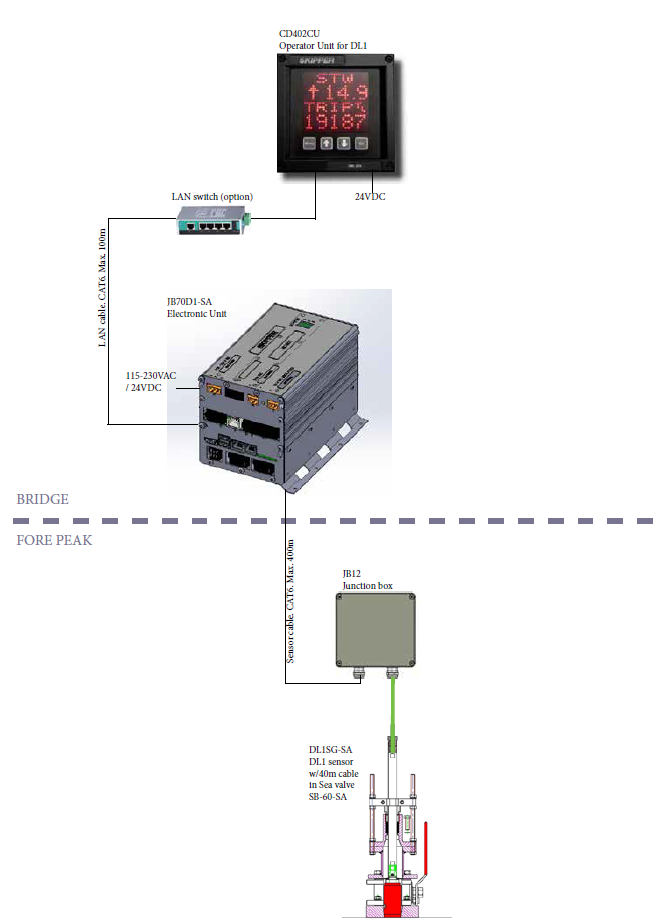 CD402CU
Operator Unit for DL1
SKIPPER
STW
↑14.9
TRIP
19187
LAN switch (option)
24VDC
LAN cable. CAT6. Max. 100m
JB70D1-SA
Electronic Unit
115-230VAC
/ 24VDC
BRIDGE
FORE PEAK
Sensor cable. CAT6. Max. 400m
JB12
Junction box
DL1SG-SA
DL1 sensor
w/40m cable
in Sea valve
SB-60-SA